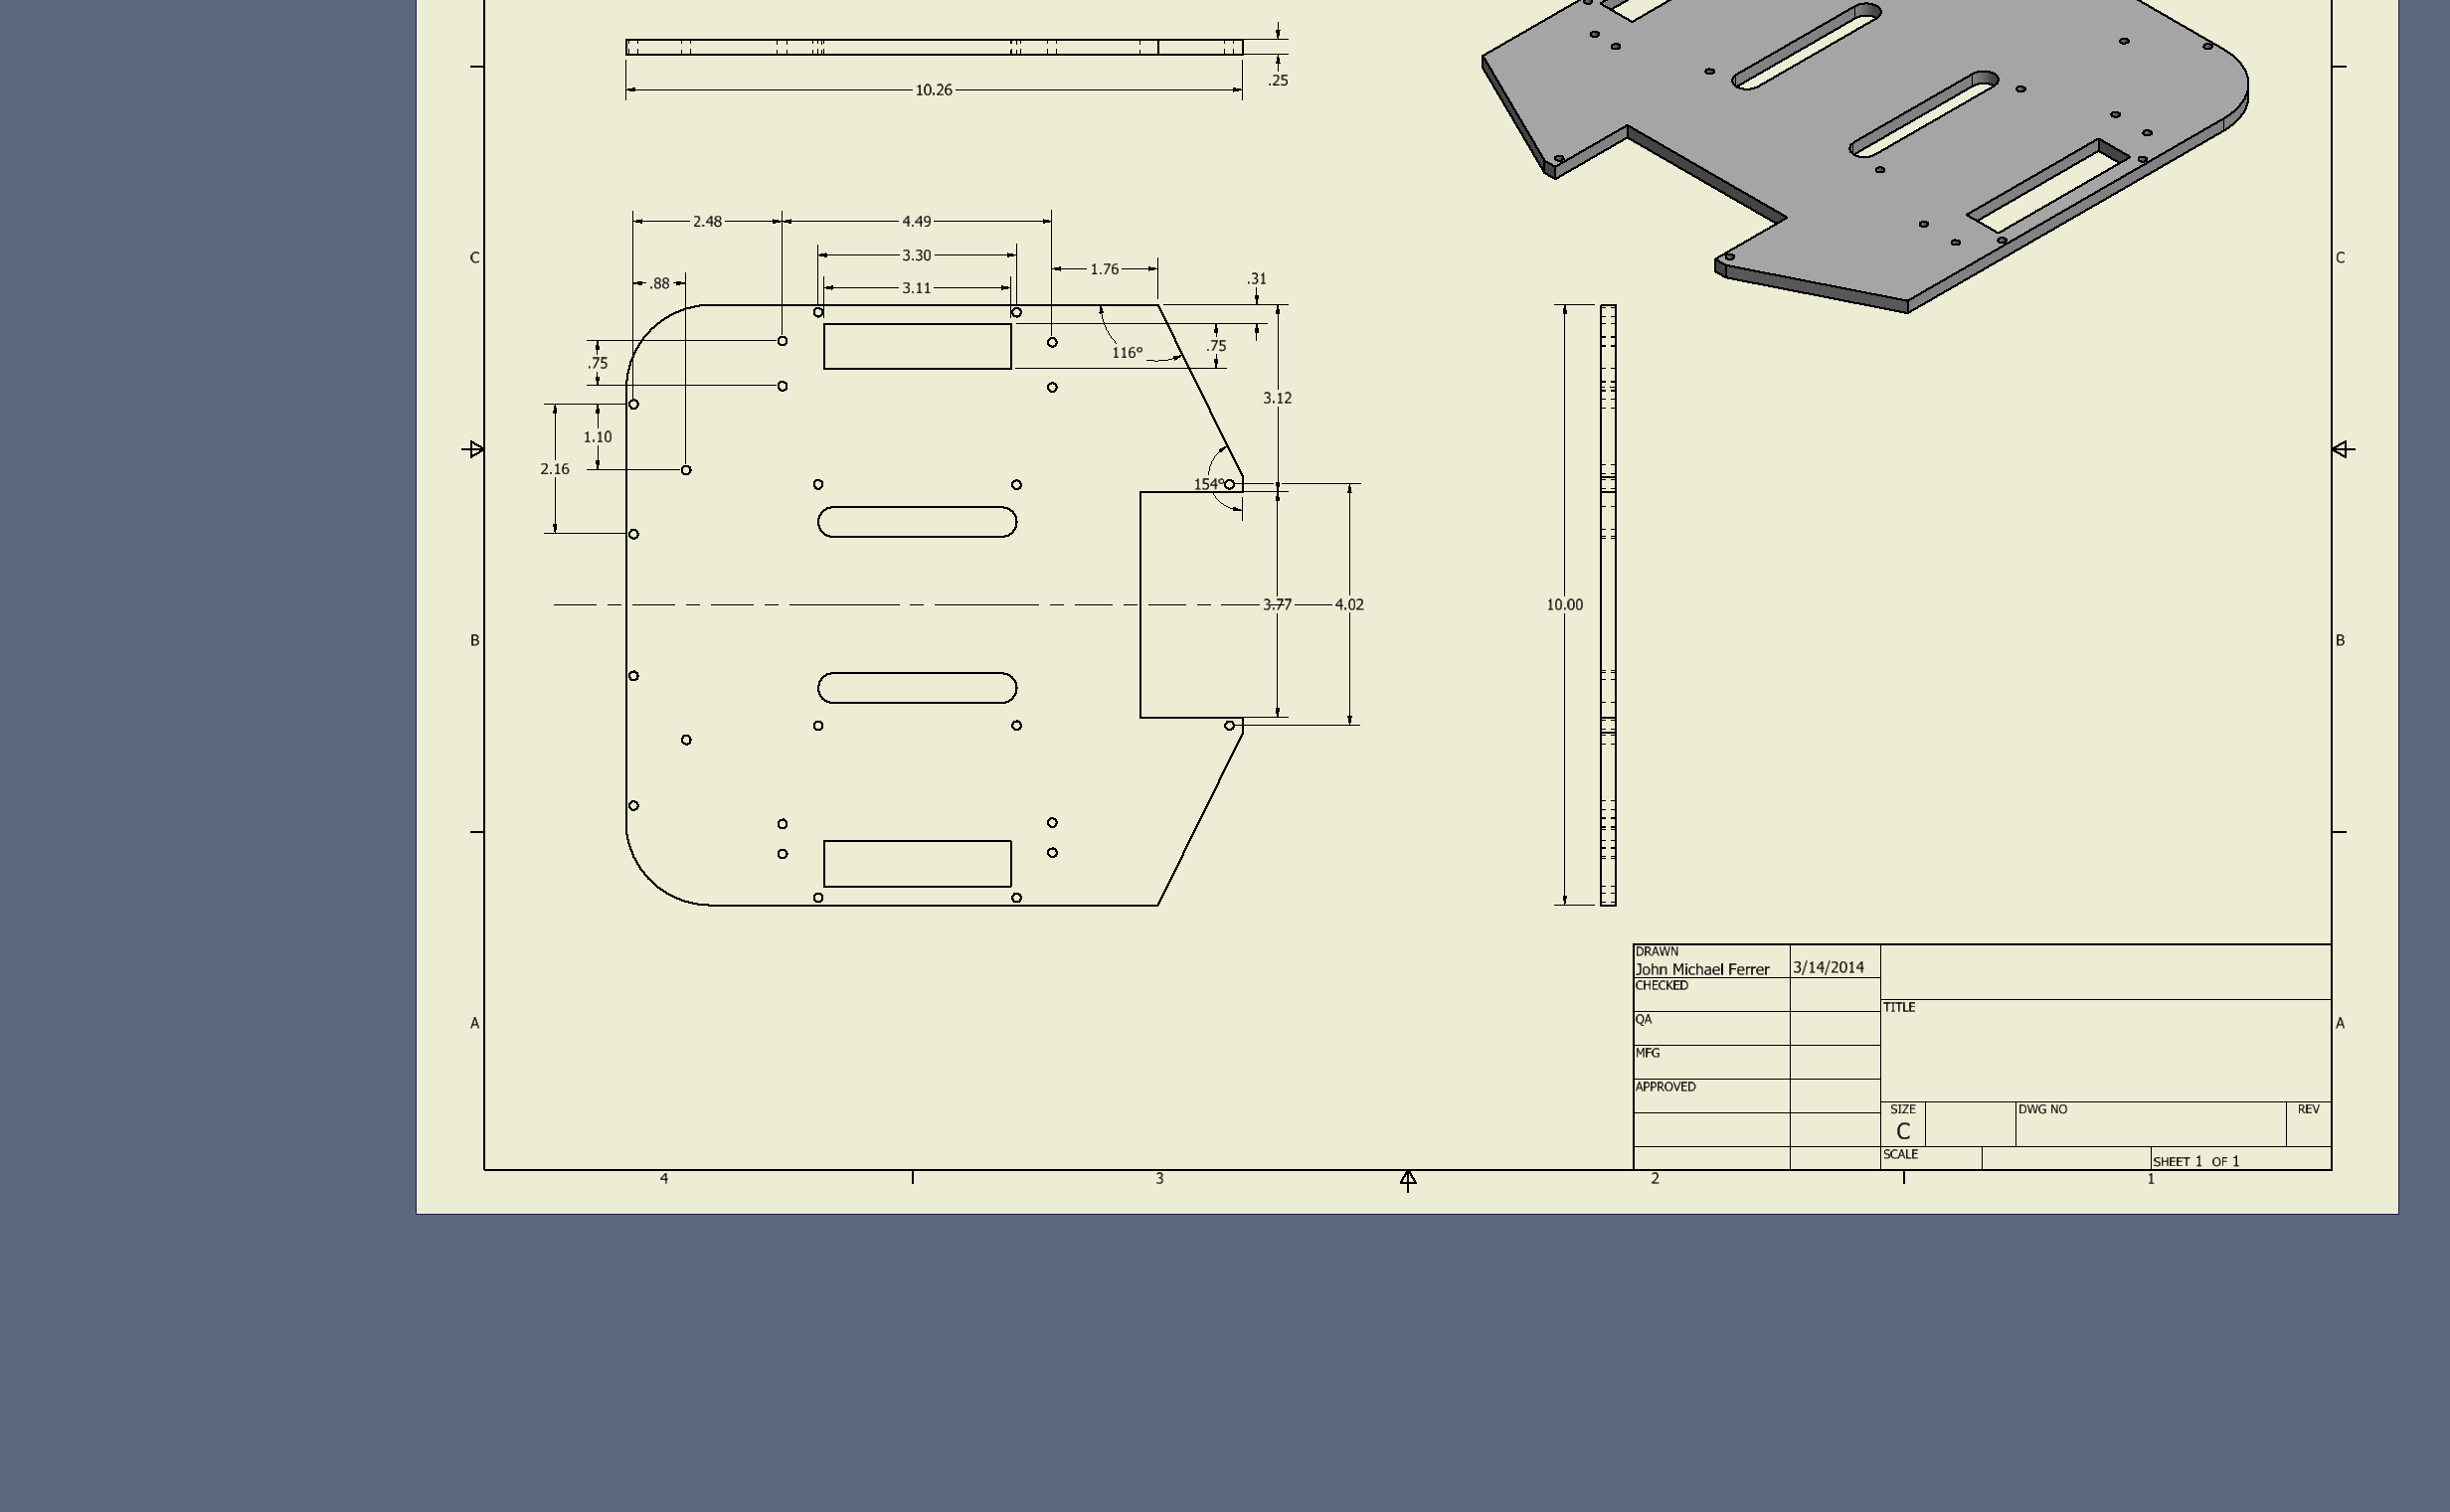 .25
10.26
2.48
4.49
3.30
1.76
.31
.88
3.11
116°
.75
.75
3.12
1.10
2.16
154°
3.77
4.02
10.00
C
C
B
B
A
A
DRAWN
John Michael Ferrer
3/14/2014
CHECKED
TITLE
QA
MFG
APPROVED
SIZE
C
DWG NO
REV
SCALE
SHEET 1 OF 1
4
3
2
1